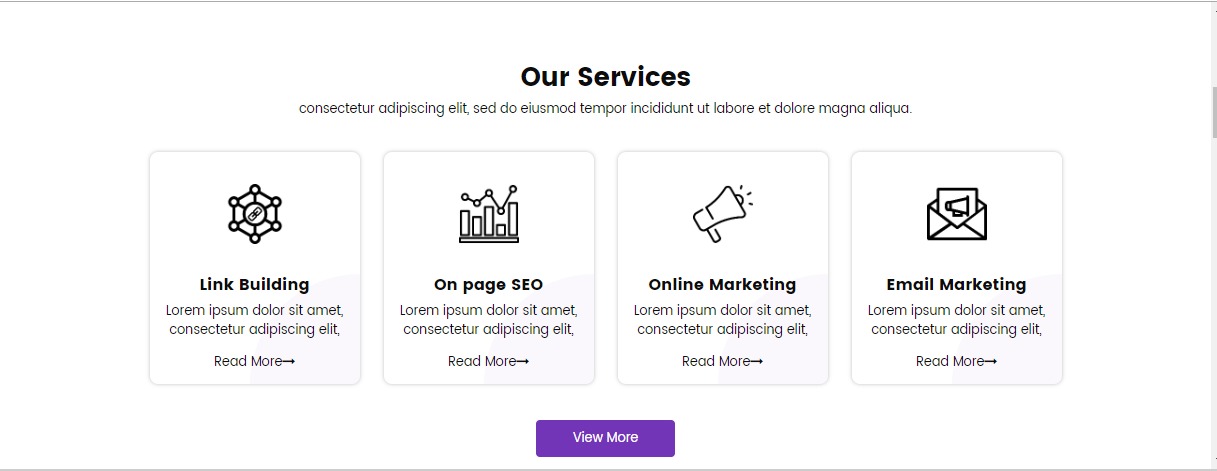 Our Services
consectetur adipiscing elit, sed do eiusmod tempor incididunt ut labore et dolore magna aliqua.
Link Building
Lorem ipsum dolor sit amet,
consectetur adipiscing elit,
Read More→
On page SEO
Lorem ipsum dolor sit amet,
consectetur adipiscing elit,
Read More→
Online Marketing
Lorem ipsum dolor sit amet,
consectetur adipiscing elit,
Read More→
Email Marketing
Lorem ipsum dolor sit amet,
consectetur adipiscing elit,
Read More→
View More